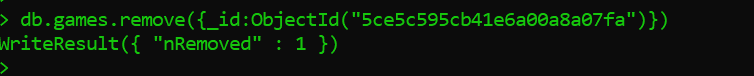 > db.games.remove({_id:ObjectId("5ce5c595cb41e6a00a8a07fa")})
WriteResult({ "nRemoved" : 1 })
>